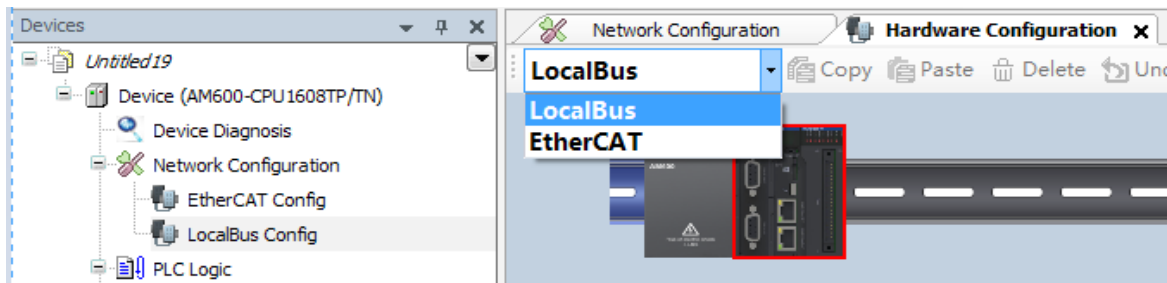 Devices
Untitled19
Device (AM600-CPU1608TP/TN)
Device Diagnosis
Network Configuration
EtherCAT Config
LocalBus Config
PLC Logic
Network Configuration
Hardware Configuration
LocalBus
Copy
Paste
Delete
Und
LocalBus
EtherCAT